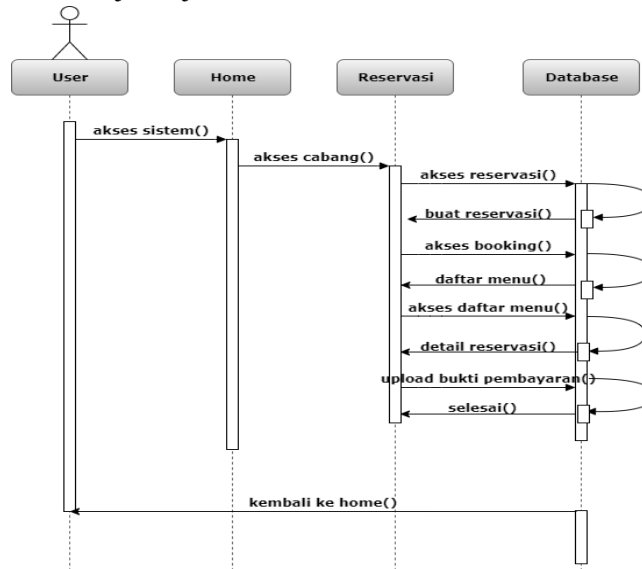 User
Home
Reservasi
Database
akses sistem()
akses cabang()
akses reservasi()
buat reservasi()
akses booking()
daftar menu()
akses daftar menu()
detail reservasi()
upload bukti pembayaran()
selesai()
kembali ke home()